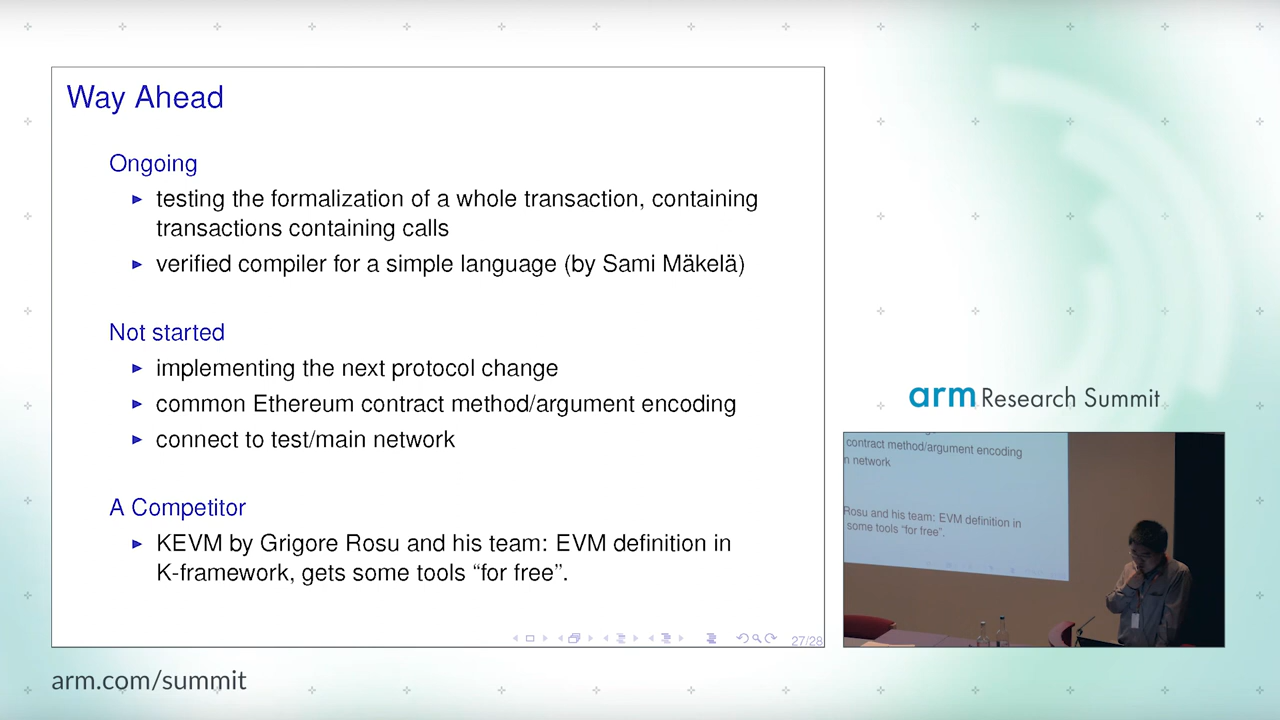 Way Ahead
Ongoing
testing the formalization of a whole transaction, containing
transactions containing calls
verified compiler for a simple language (by Sami Mäkelä)
Not started
implementing the next protocol change
common Ethereum contract method/argument encoding
connect to test/main network
A Competitor
KEVM by Grigore Rosu and his team: EVM definition in
K-framework, gets some tools “for free”.
27/28
arm Research Summit
contract method/argument encoding
n network
Rosu and his team: EVM definition in
some tools “for free”.
arm.com/summit